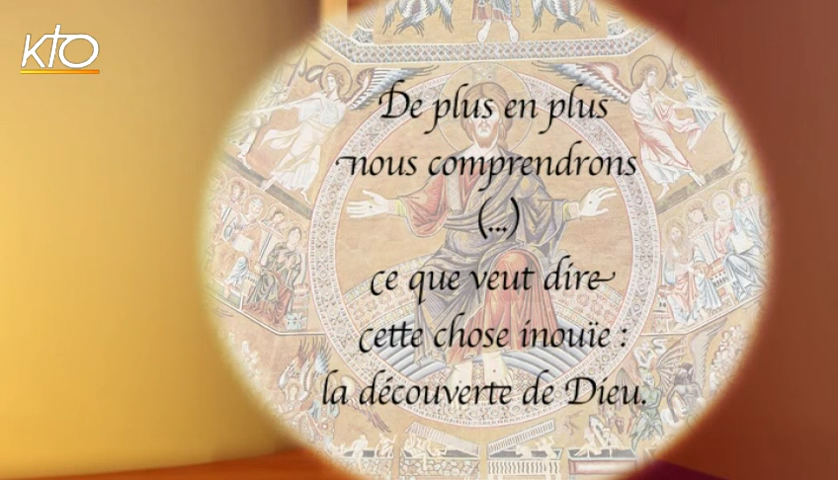 KTO
De plus en plus
nous comprendrons
(...)
ce que veut dire
cette chose inouïe :
la découverte de Dieu.